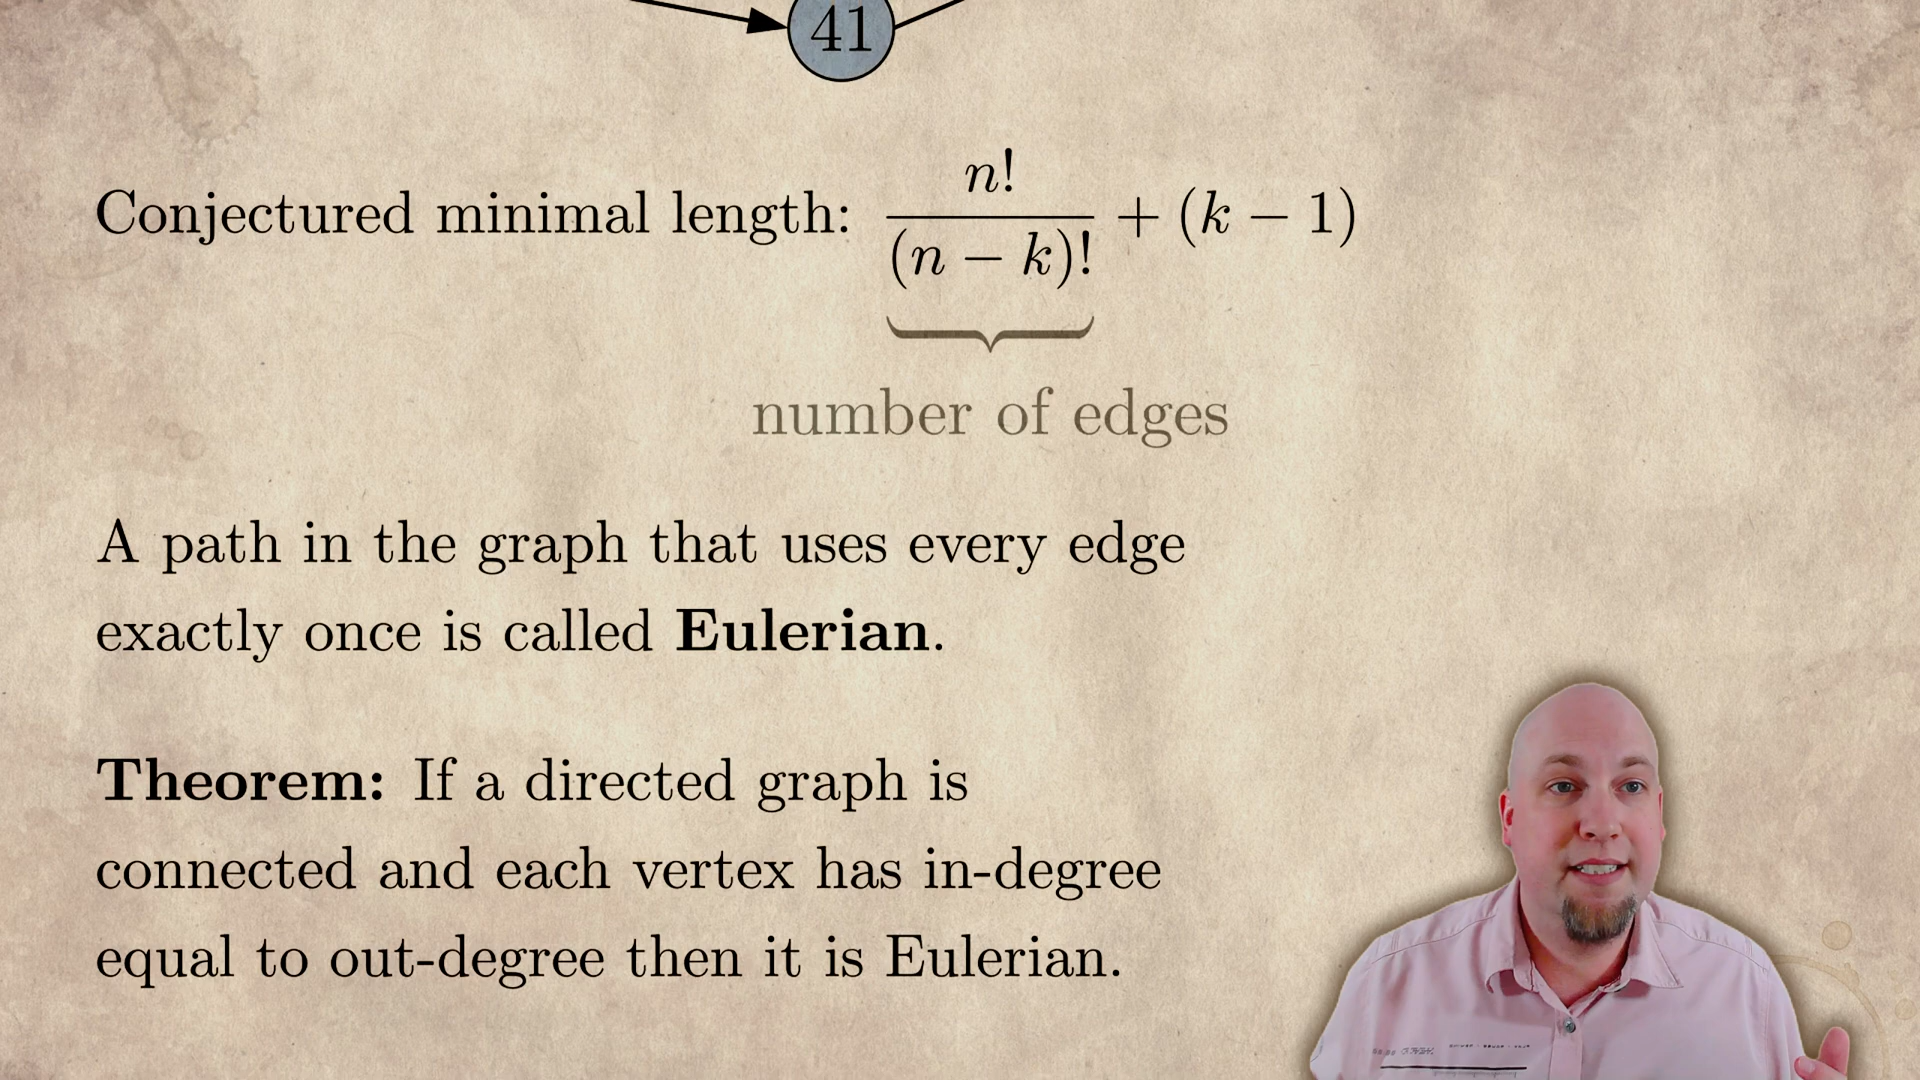 41
Conjectured minimal length: n!/(n − k)! + (k − 1)
number of edges
A path in the graph that uses every edge
exactly once is called Eulerian.
Theorem: If a directed graph is
connected and each vertex has in-degree
equal to out-degree then it is Eulerian.